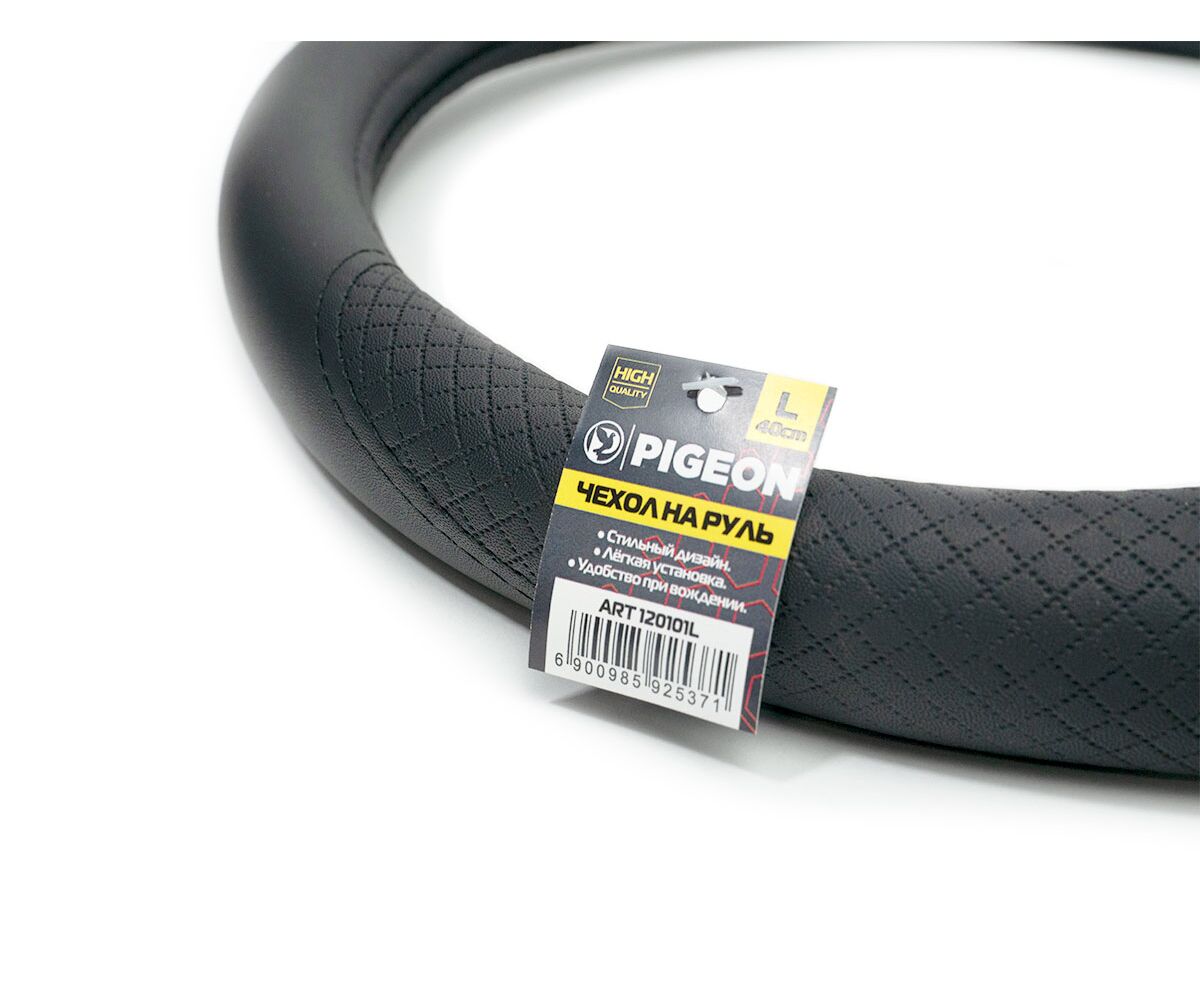 HIGH
QUALITY
L
40cm
PIGEON
ЧЕХОЛ НА РУЛЬ
• Стильный дизайн.
• Лёгкая установка.
• Удобство при вождении.
ART 120101L
6 900985 925371